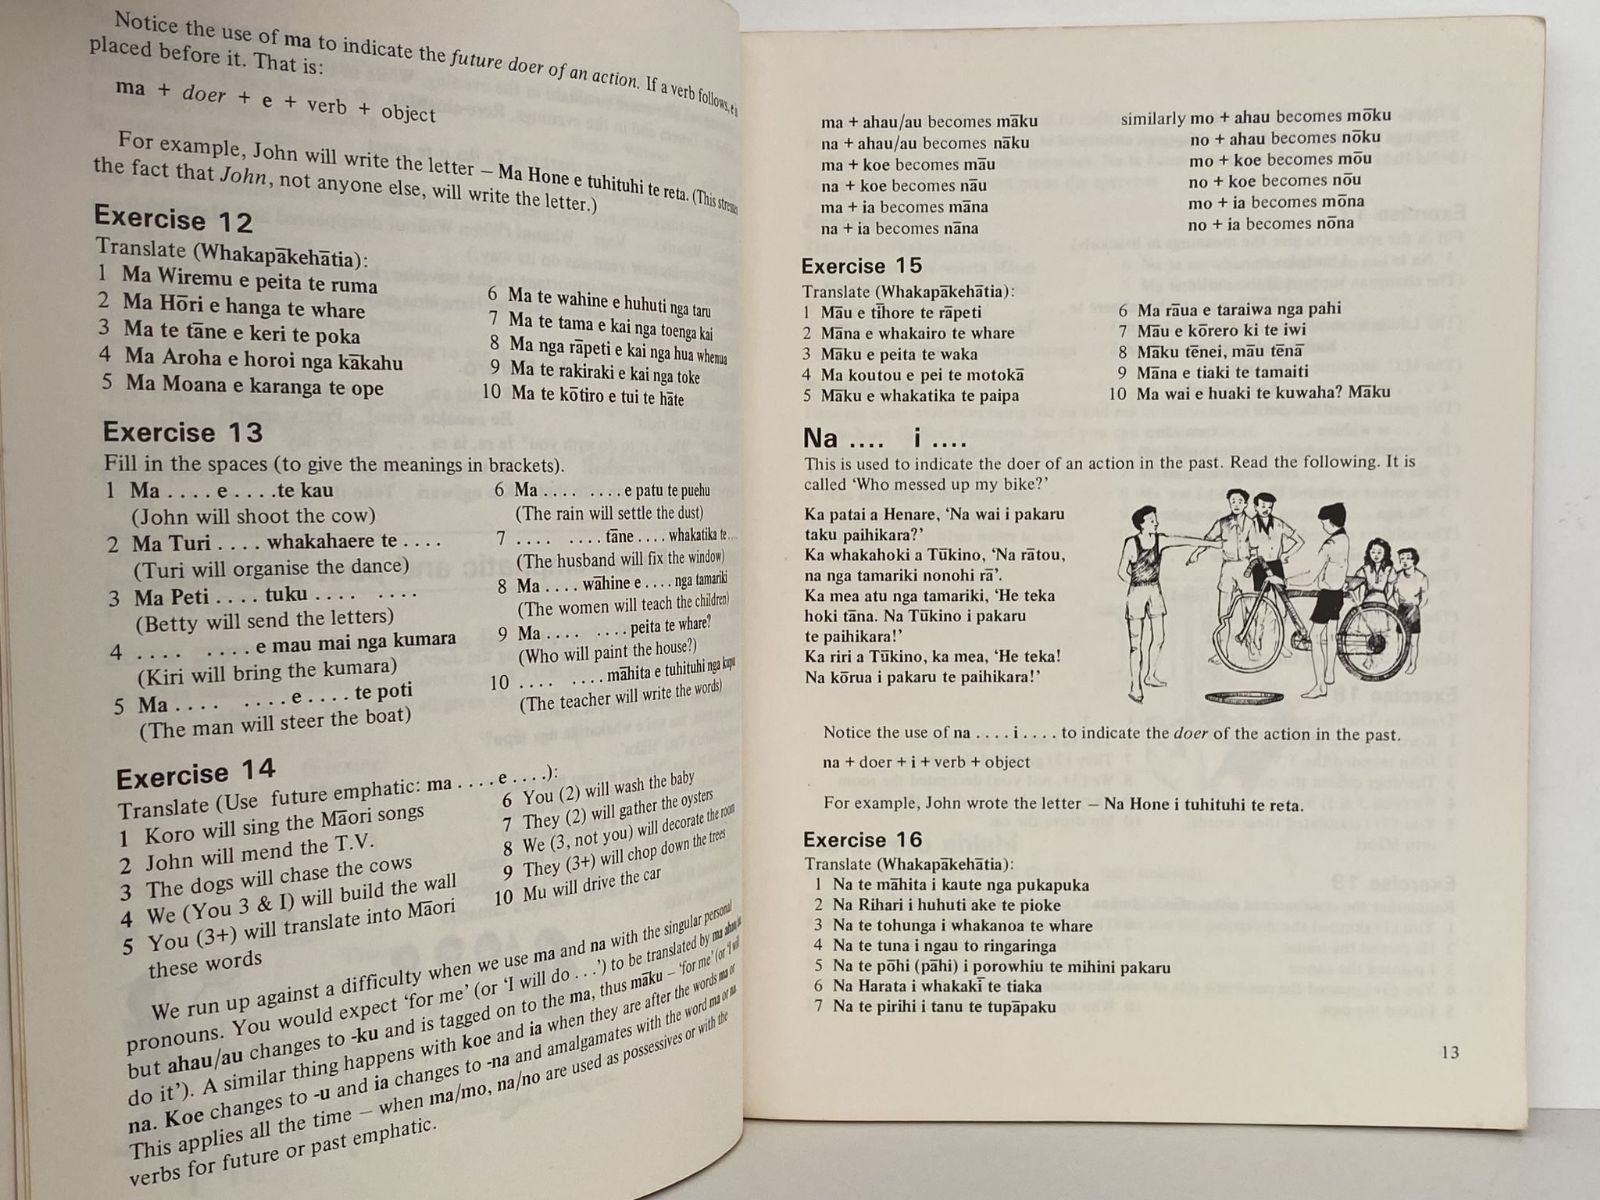 Notice the use of ma to indicate the future doer of an action. If a verb follows, e is
placed before it. That is:
ma + doer + e + verb + object
For example, John will write the letter – Ma Hone e tuhituhi te reta. (This stresses
the fact that John, not anyone else, will write the letter.)
Exercise 12
Translate (Whakapākehātia):
1 Ma Wiremu e peita te ruma
2 Ma Hōri e hanga te whare
3 Ma te tāne e keri te poka
4 Ma Aroha e horoi nga kākahu
5 Ma Moana e karanga te ope
6 Ma te wahine e huhuti nga taru
7 Ma te tama e kai nga toenga kai
8 Ma nga rāpeti e kai nga hua whenua
9 Ma te rakiraki e kai nga toke
10 Ma te kōtiro e tui te hāte
Exercise 13
Fill in the spaces (to give the meanings in brackets).
1 Ma . . . . e . . . . te kau
(John will shoot the cow)
2 Ma Turi . . . . whakahaere te . . . .
(Turi will organise the dance)
3 Ma Peti . . . . tuku . . . . . . . .
(Betty will send the letters)
4 . . . . . . . . e mau mai nga kumara
(Kiri will bring the kumara)
5 Ma . . . . . . . . e . . . . te poti
(The man will steer the boat)
6 Ma . . . . . . . . e patu te puehu
(The rain will settle the dust)
7 . . . . . . . . tāne . . . . whakatika te . . . .
(The husband will fix the window)
8 Ma . . . . wāhine e . . . . nga tamariki
(The women will teach the children)
9 Ma . . . . . . . . peita te whare?
(Who will paint the house?)
10 . . . . . . . . māhita e tuhituhi nga kupu
(The teacher will write the words)
Exercise 14
Translate (Use future emphatic: ma . . . . e . . . .):
1 Koro will sing the Māori songs
2 John will mend the T.V.
3 The dogs will chase the cows
4 We (You 3 & I) will build the wall
5 You (3+) will translate into Māori
these words
6 You (2) will wash the baby
7 They (2) will gather the oysters
8 We (3, not you) will decorate the room
9 They (3+) will chop down the trees
10 Mu will drive the car
We run up against a difficulty when we use ma and na with the singular personal
pronouns. You would expect ‘for me’ (or ‘I will do . . .’) to be translated by ma ahau
but ahau/au changes to -ku and is tagged on to the ma, thus māku – ‘for me’ (or ‘I will
do it’). A similar thing happens with koe and ia when they are after the words ma or
na. Koe changes to -u and ia changes to -na and amalgamates with the word ma or na.
This applies all the time – when ma/mo, na/no are used as possessives or with the
verbs for future or past emphatic.
ma + ahau/au becomes māku
na + ahau/au becomes nāku
ma + koe becomes māu
na + koe becomes nāu
ma + ia becomes māna
na + ia becomes nāna
similarly mo + ahau becomes mōku
no + ahau becomes nōku
mo + koe becomes mōu
no + koe becomes nōu
mo + ia becomes mōna
no + ia becomes nōna
Exercise 15
Translate (Whakapākehātia):
1 Māu e tīhore te rāpeti
2 Māna e whakairo te whare
3 Māku e peita te waka
4 Ma koutou e pei te motokā
5 Māku e whakatika te paipa
6 Ma rāua e taraiwa nga pahi
7 Māu e kōrero ki te iwi
8 Māku tēnei, māu tēnā
9 Māna e tiaki te tamaiti
10 Ma wai e huaki te kuwaha? Māku
Na .... i ....
This is used to indicate the doer of an action in the past. Read the following. It is
called ‘Who messed up my bike?’
Ka patai a Henare, ‘Na wai i pakaru
taku paihikara?’
Ka whakahoki a Tūkino, ‘Na rātou,
na nga tamariki nonohi rā’.
Ka mea atu nga tamariki, ‘He teka
hoki tāna. Na Tūkino i pakaru
te paihikara!’
Ka riri a Tūkino, ka mea, ‘He teka!
Na kōrua i pakaru te paihikara!’
Notice the use of na . . . . i . . . . to indicate the doer of the action in the past.
na + doer + i + verb + object
For example, John wrote the letter – Na Hone i tuhituhi te reta.
Exercise 16
Translate (Whakapākehātia):
1 Na te māhita i kaute nga pukapuka
2 Na Rihari i huhuti ake te pioke
3 Na te tohunga i whakanoa te whare
4 Na te tuna i ngau to ringaringa
5 Na te pōhi (pāhi) i porowhiu te mihini pakaru
6 Na Harata i whakakī te tiaka
7 Na te pirihi i tanu te tupāpaku
13